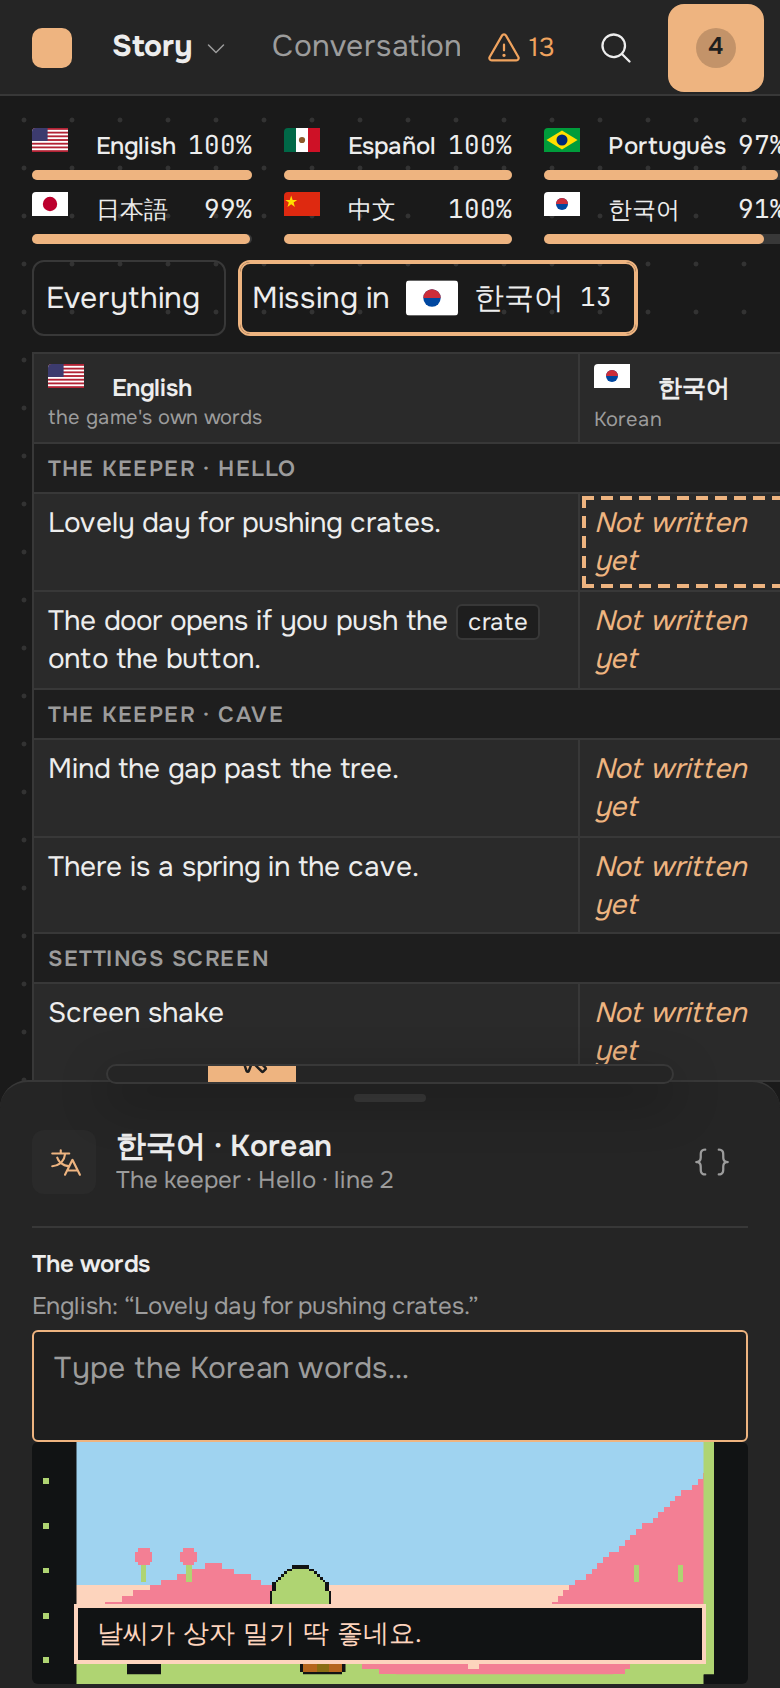 Story Conversation 13 4
English 100% Español 100% Português 97%
日本語 99% 中文 100% 한국어 91%
Everything Missing in 한국어 13
English 한국어
the game's own words Korean
THE KEEPER · HELLO
Lovely day for pushing crates. Not written
yet
The door opens if you push the crate Not written
onto the button. yet
THE KEEPER · CAVE
Mind the gap past the tree. Not written
yet
There is a spring in the cave. Not written
yet
SETTINGS SCREEN
Screen shake Not written
yet
한국어 · Korean
The keeper · Hello · line 2
The words
English: “Lovely day for pushing crates.”
Type the Korean words...
날씨가 상자 밀기 딱 좋네요.